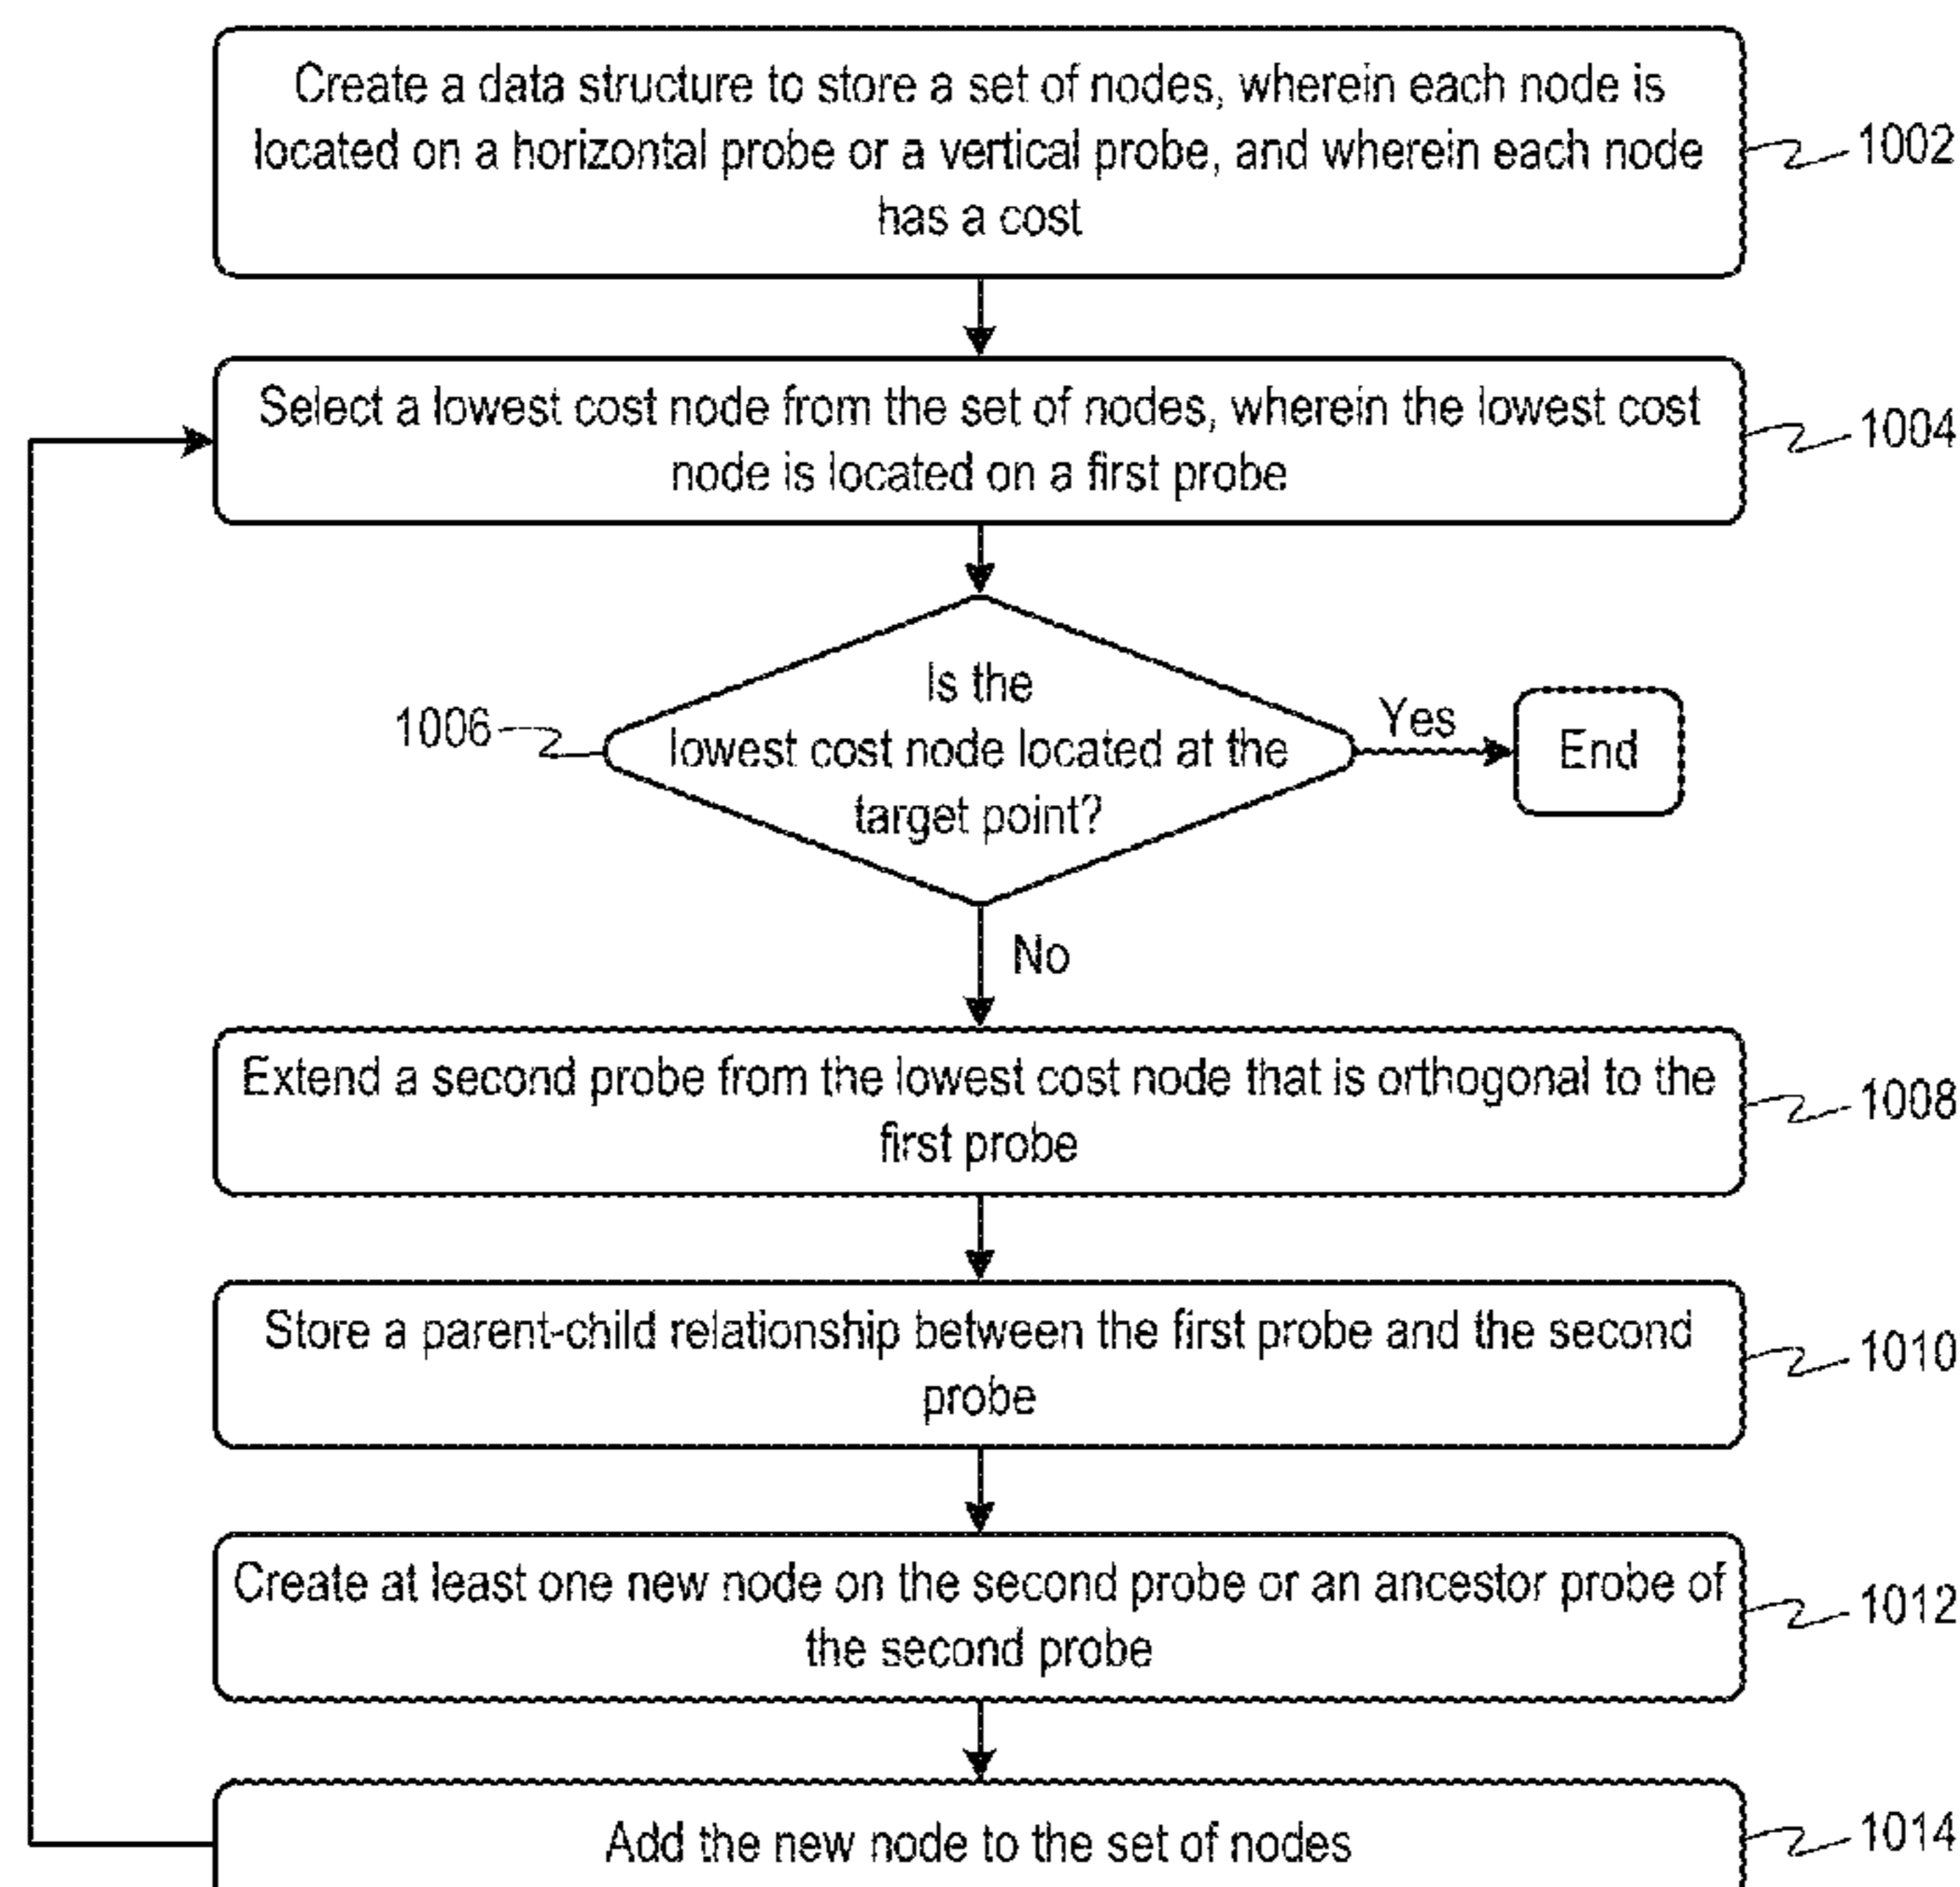 Create a data structure to store a set of nodes, wherein each node is
located on a horizontal probe or a vertical probe, and wherein each node
has a cost
1002
Select a lowest cost node from the set of nodes, wherein the lowest cost
node is located on a first probe
1004
Is the
lowest cost node located at the
target point?
1006
Yes
End
No
Extend a second probe from the lowest cost node that is orthogonal to the
first probe
1008
Store a parent-child relationship between the first probe and the second
probe
1010
Create at least one new node on the second probe or an ancestor probe of
the second probe
1012
Add the new node to the set of nodes
1014